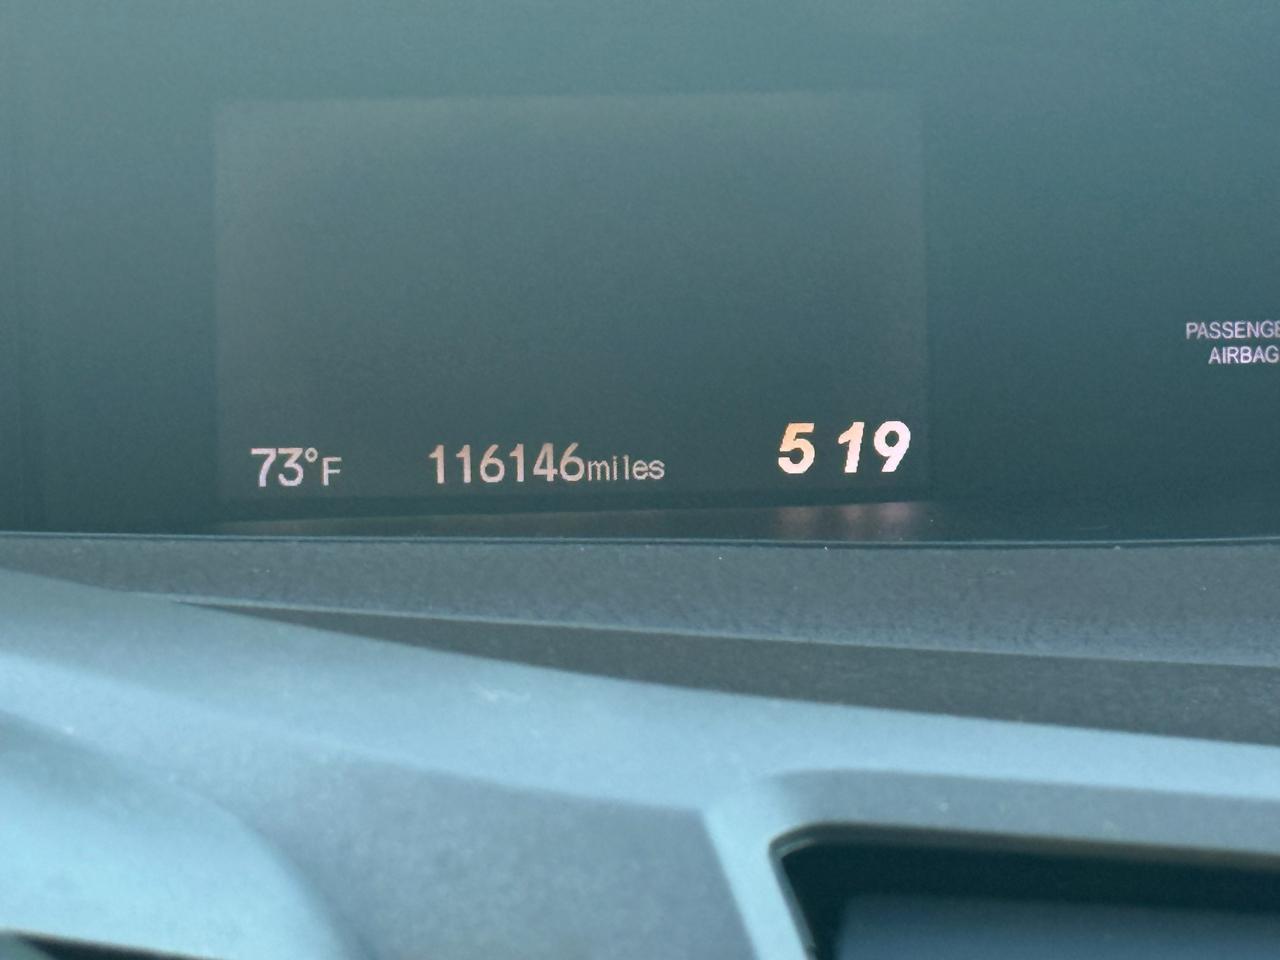 73°F 116146miles 5 19
PASSENGE
AIRBAG